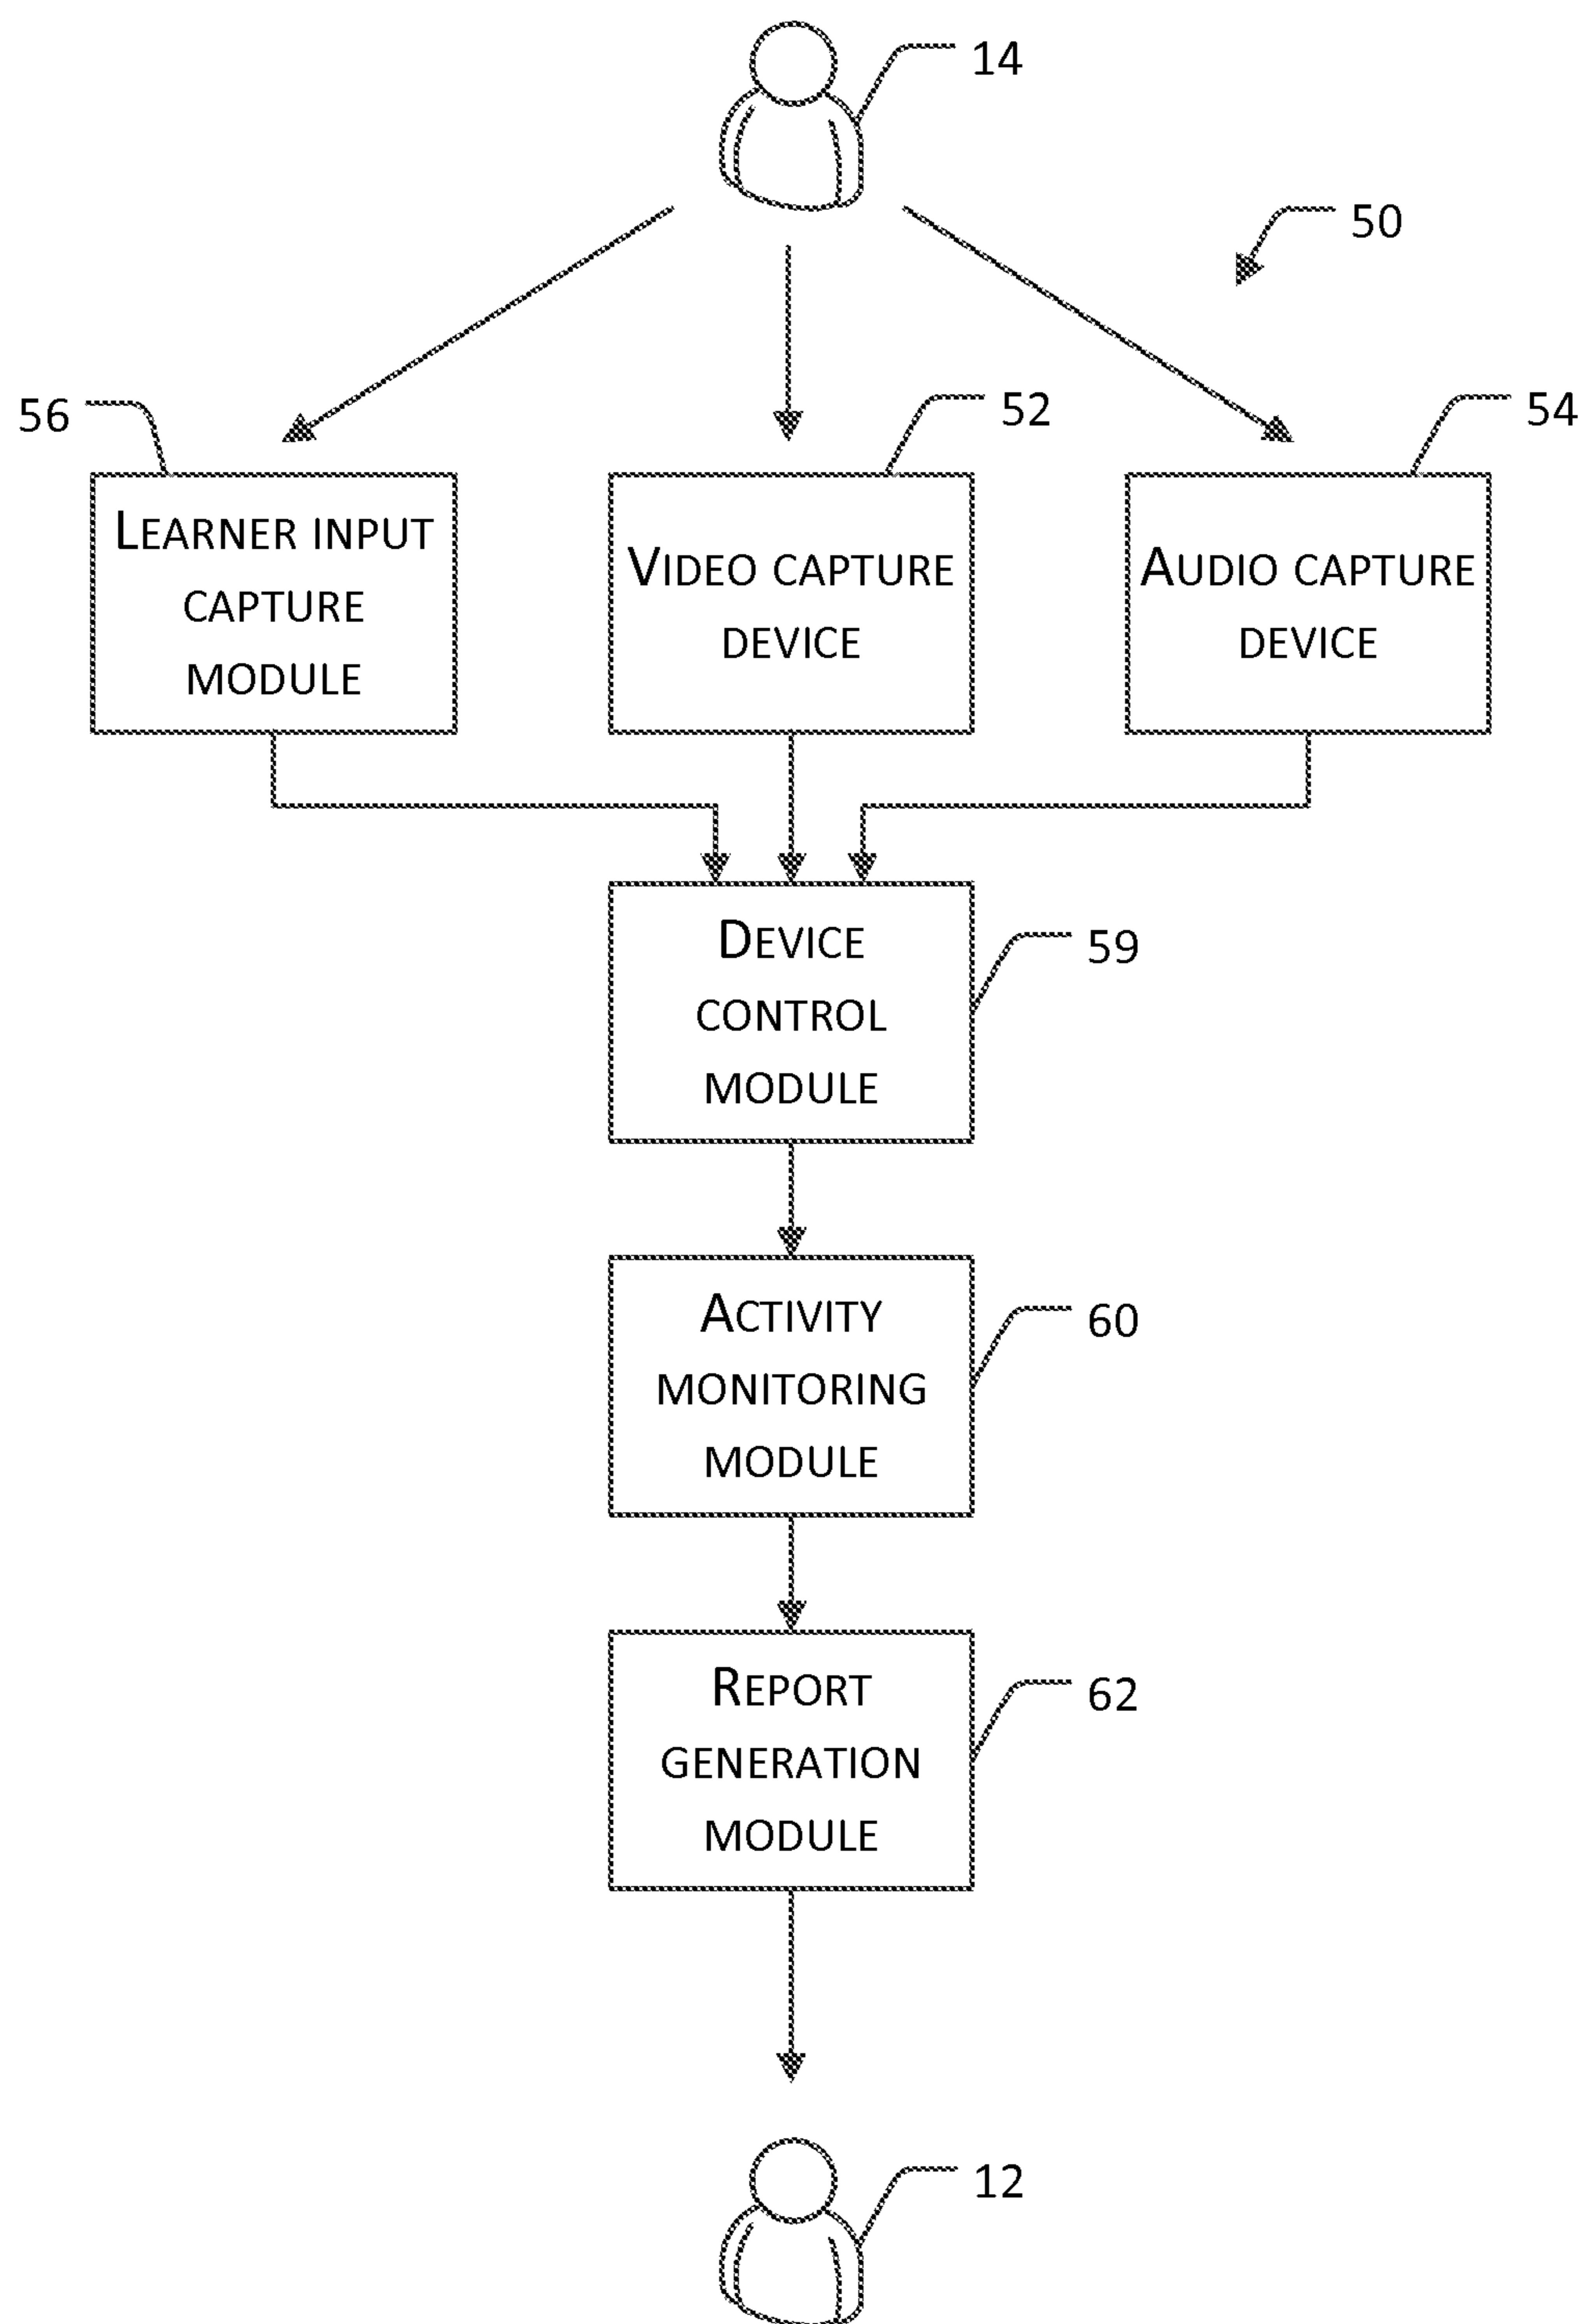 14
50
56
52
54
LEARNER INPUT
CAPTURE
MODULE
VIDEO CAPTURE
DEVICE
AUDIO CAPTURE
DEVICE
DEVICE
CONTROL
MODULE
59
ACTIVITY
MONITORING
MODULE
60
REPORT
GENERATION
MODULE
62
12